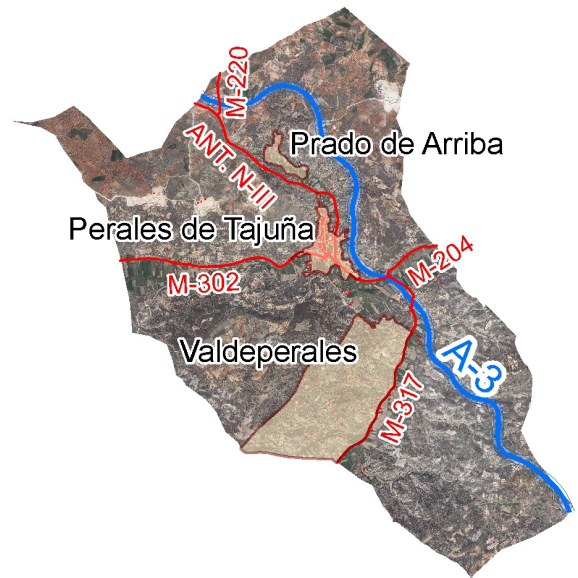 M-220
Prado de Arriba
ANT. N-III
Perales de Tajuña
M-204
M-302
Valdeperales
A-3
M-317